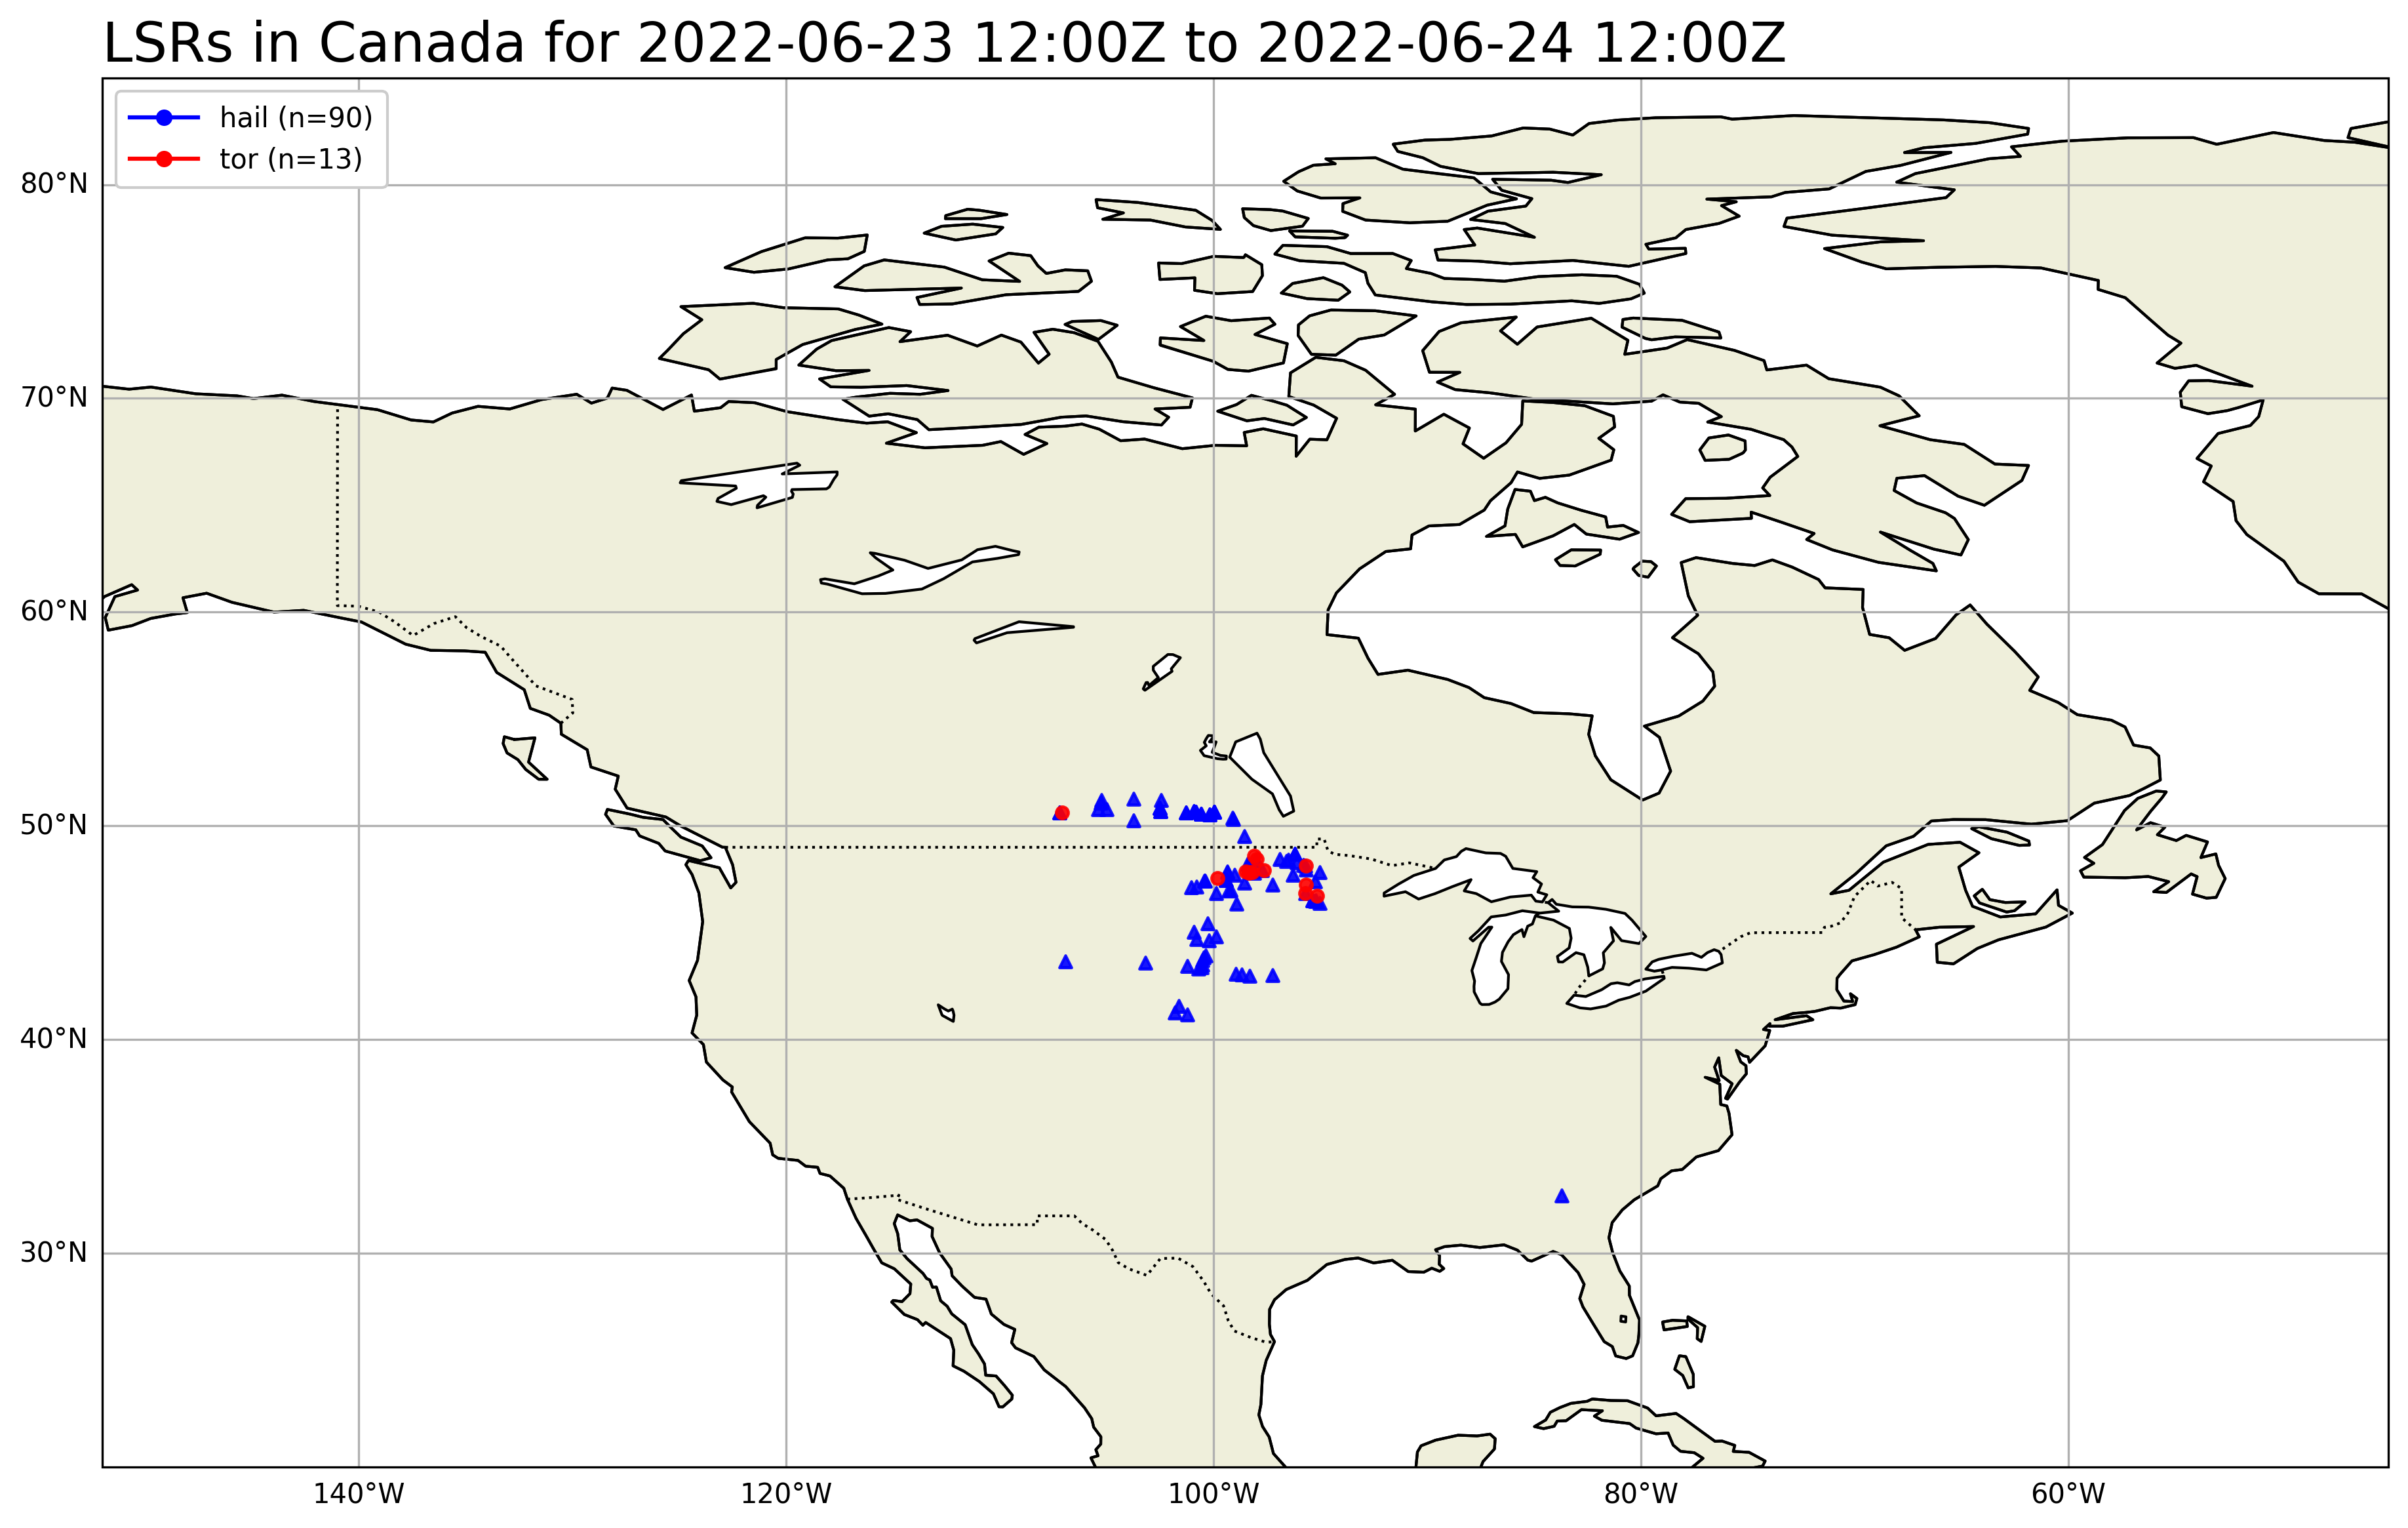 LSRs in Canada for 2022-06-23 12:00Z to 2022-06-24 12:00Z
hail (n=90)
tor (n=13)
80°N
70°N
60°N
50°N
40°N
30°N
140°W
120°W
100°W
80°W
60°W